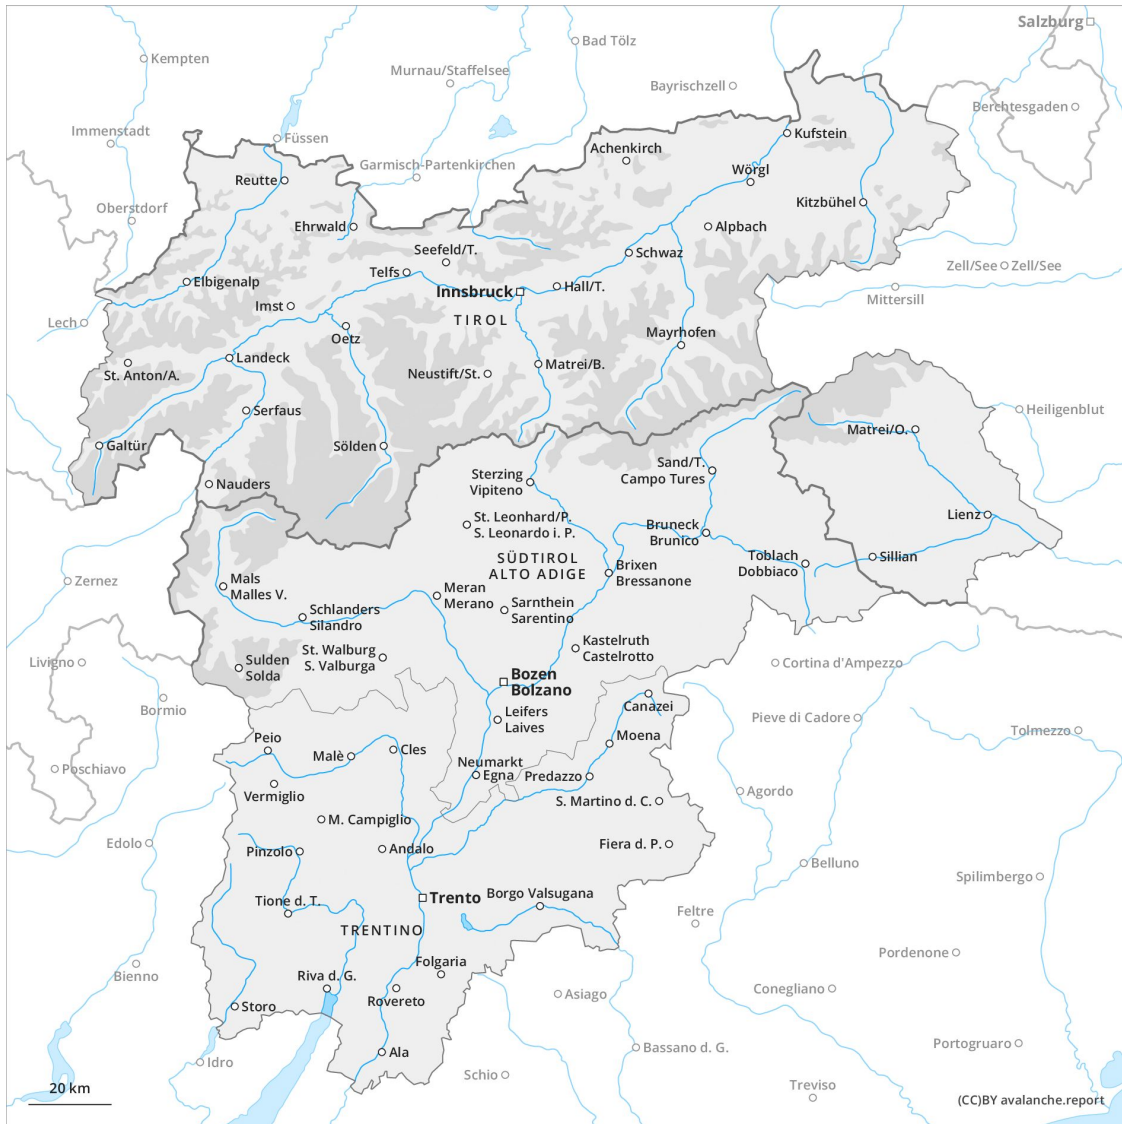 Salzburg
Bad Tölz
Kempten
Murnau/Staffelsee
Bayrischzell
Berchtesgaden
Immenstadt
Füssen
Kufstein
Achenkirch
Garmisch-Partenkirchen
Wörgl
Reutte
Oberstdorf
Kitzbühel
Ehrwald
Alpbach
Seefeld/T.
Schwaz
Zell/See
Zell/See
Telfs
Elbigenalp
Hall/T.
Innsbruck
Mittersill
Imst
TIROL
Lech
Mayrhofen
Oetz
Landeck
Matrei/B.
St. Anton/A.
Neustift/St.
Serfaus
Heiligenblut
Matrei/O.
Galtür
Sölden
Sand/T.
Campo Tures
Sterzing
Vipiteno
Nauders
St. Leonhard/P.
S. Leonardo i. P.
Lienz
Bruneck
Brunico
SÜDTIROL
ALTO ADIGE
Toblach
Dobbiaco
Sillian
Brixen
Bressanone
Zernez
Mals
Malles V.
Meran
Merano
Sarnthein
Sarentino
Schlanders
Silandro
Kastelruth
Castelrotto
St. Walburg
S. Valburga
Livigno
Sulden
Solda
Cortina d'Ampezzo
Bozen
Bolzano
Canazei
Bormio
Leifers
Laives
Pieve di Cadore
Tolmezzo
Moena
Peio
Malè
Cles
Neumarkt
Egna
Predazzo
Poschiavo
Vermiglio
Agordo
S. Martino d. C.
M. Campiglio
Edolo
Pinzolo
Andalo
Fiera d. P.
Belluno
Spilimbergo
Tione d. T.
Trento
Borgo Valsugana
Feltre
TRENTINO
Pordenone
Folgaria
Bienno
Riva d. G.
Rovereto
Asiago
Conegliano
Storo
Portogruaro
Ala
Bassano d. G.
Idro
Schio
Treviso
20 km
(CC)BY avalanche.report